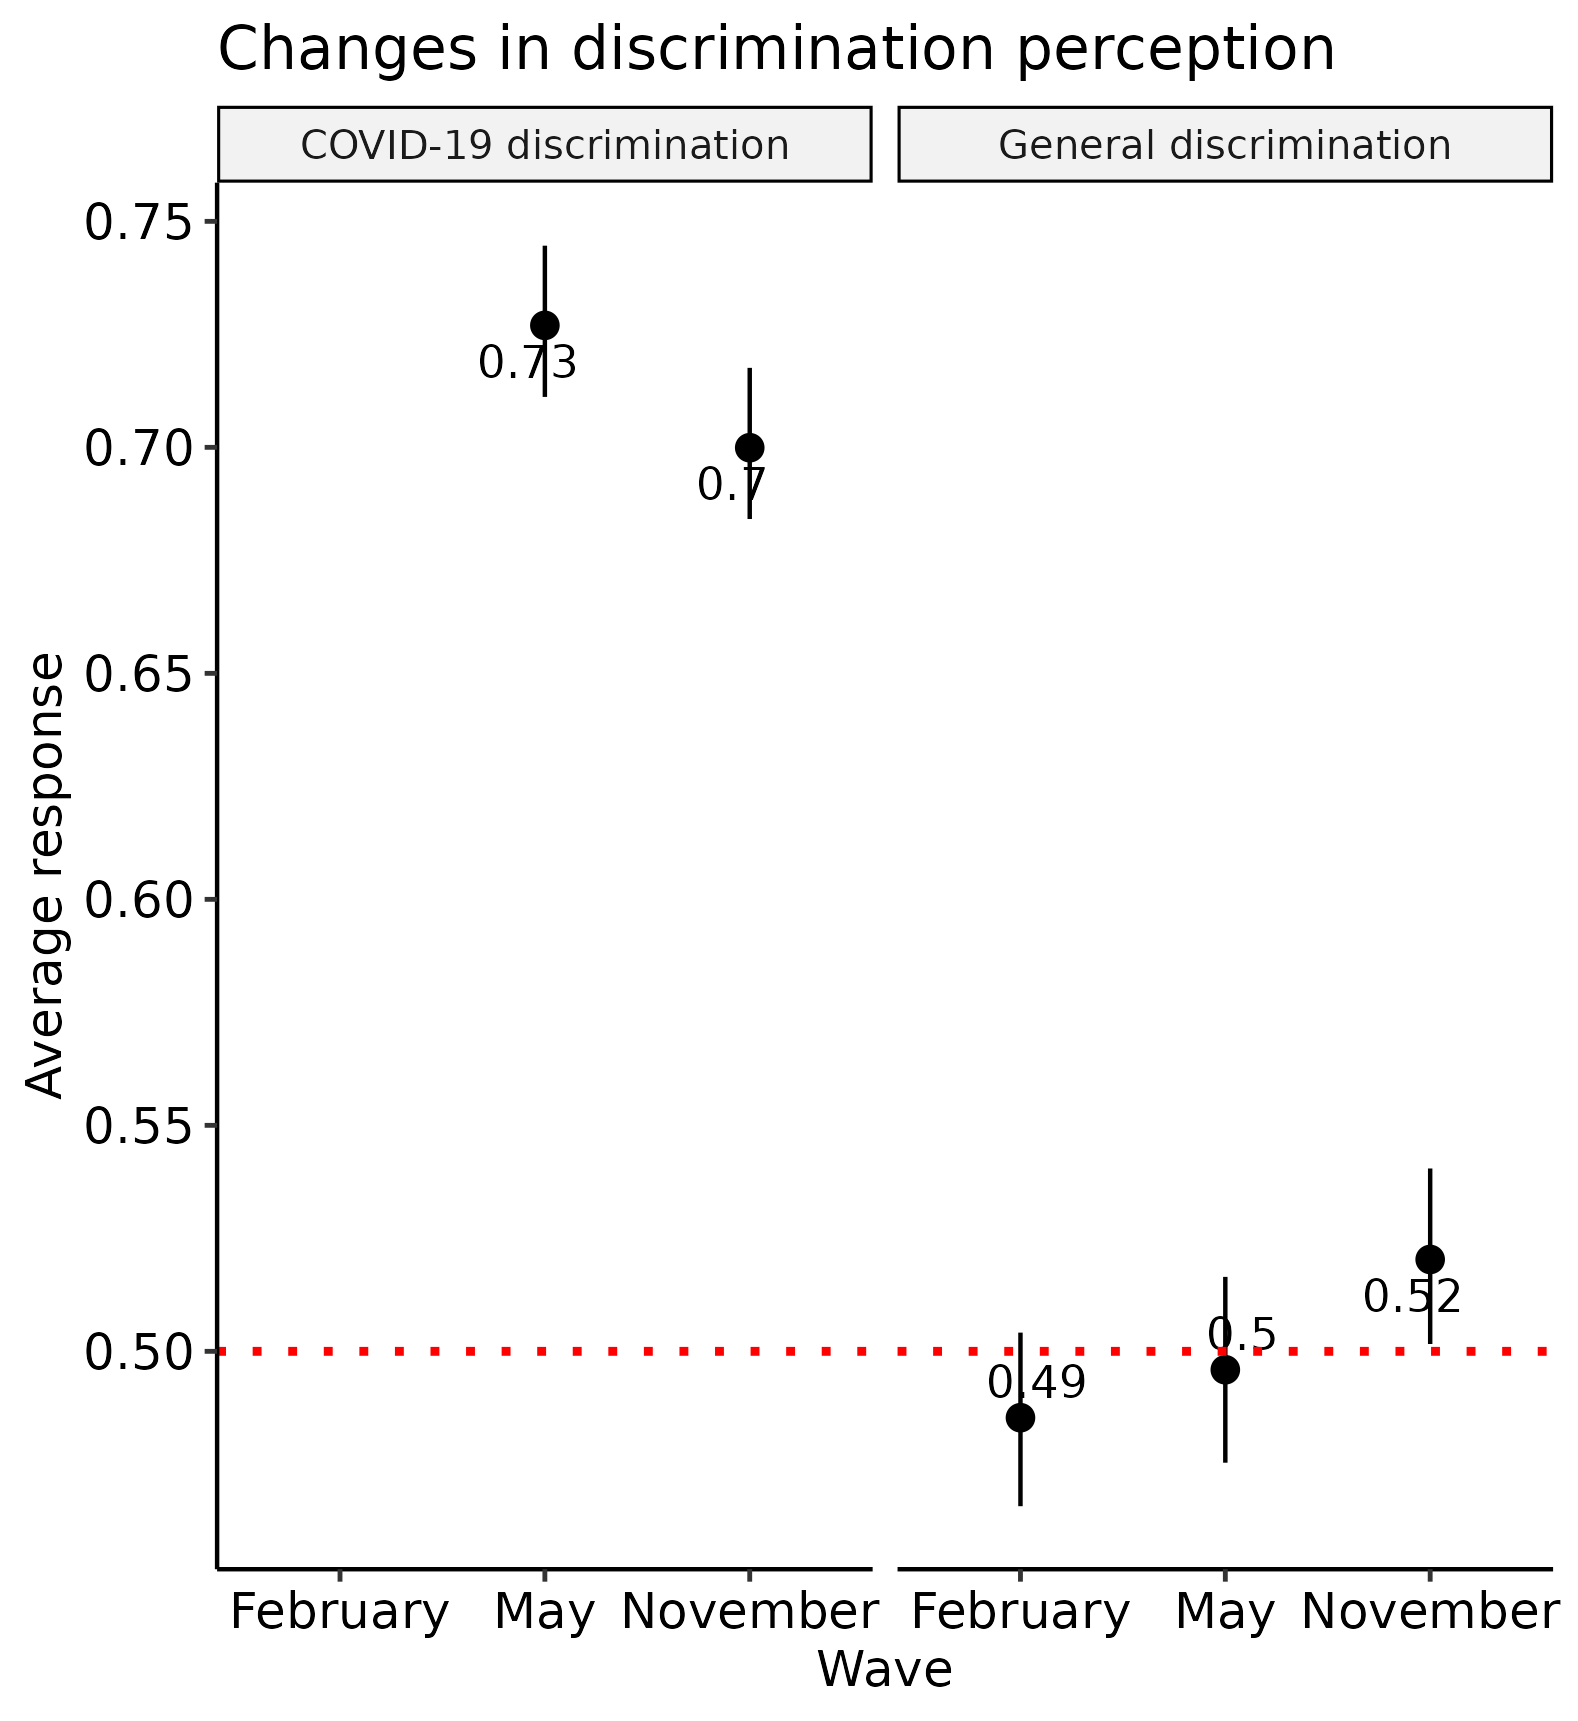 Changes in discrimination perception
COVID-19 discrimination
General discrimination
Average response
0.75
0.70
0.65
0.60
0.55
0.50
0.73
0.7
0.49
0.5
0.52
February May November
February May November
Wave